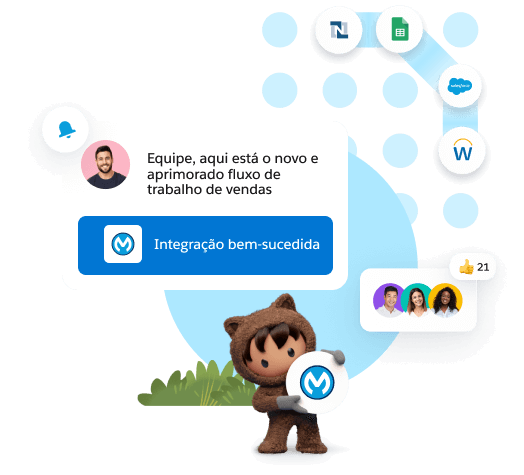 N
salesforce
W
Equipe, aqui está o novo e
aprimorado fluxo de
trabalho de vendas
Integração bem-sucedida
21